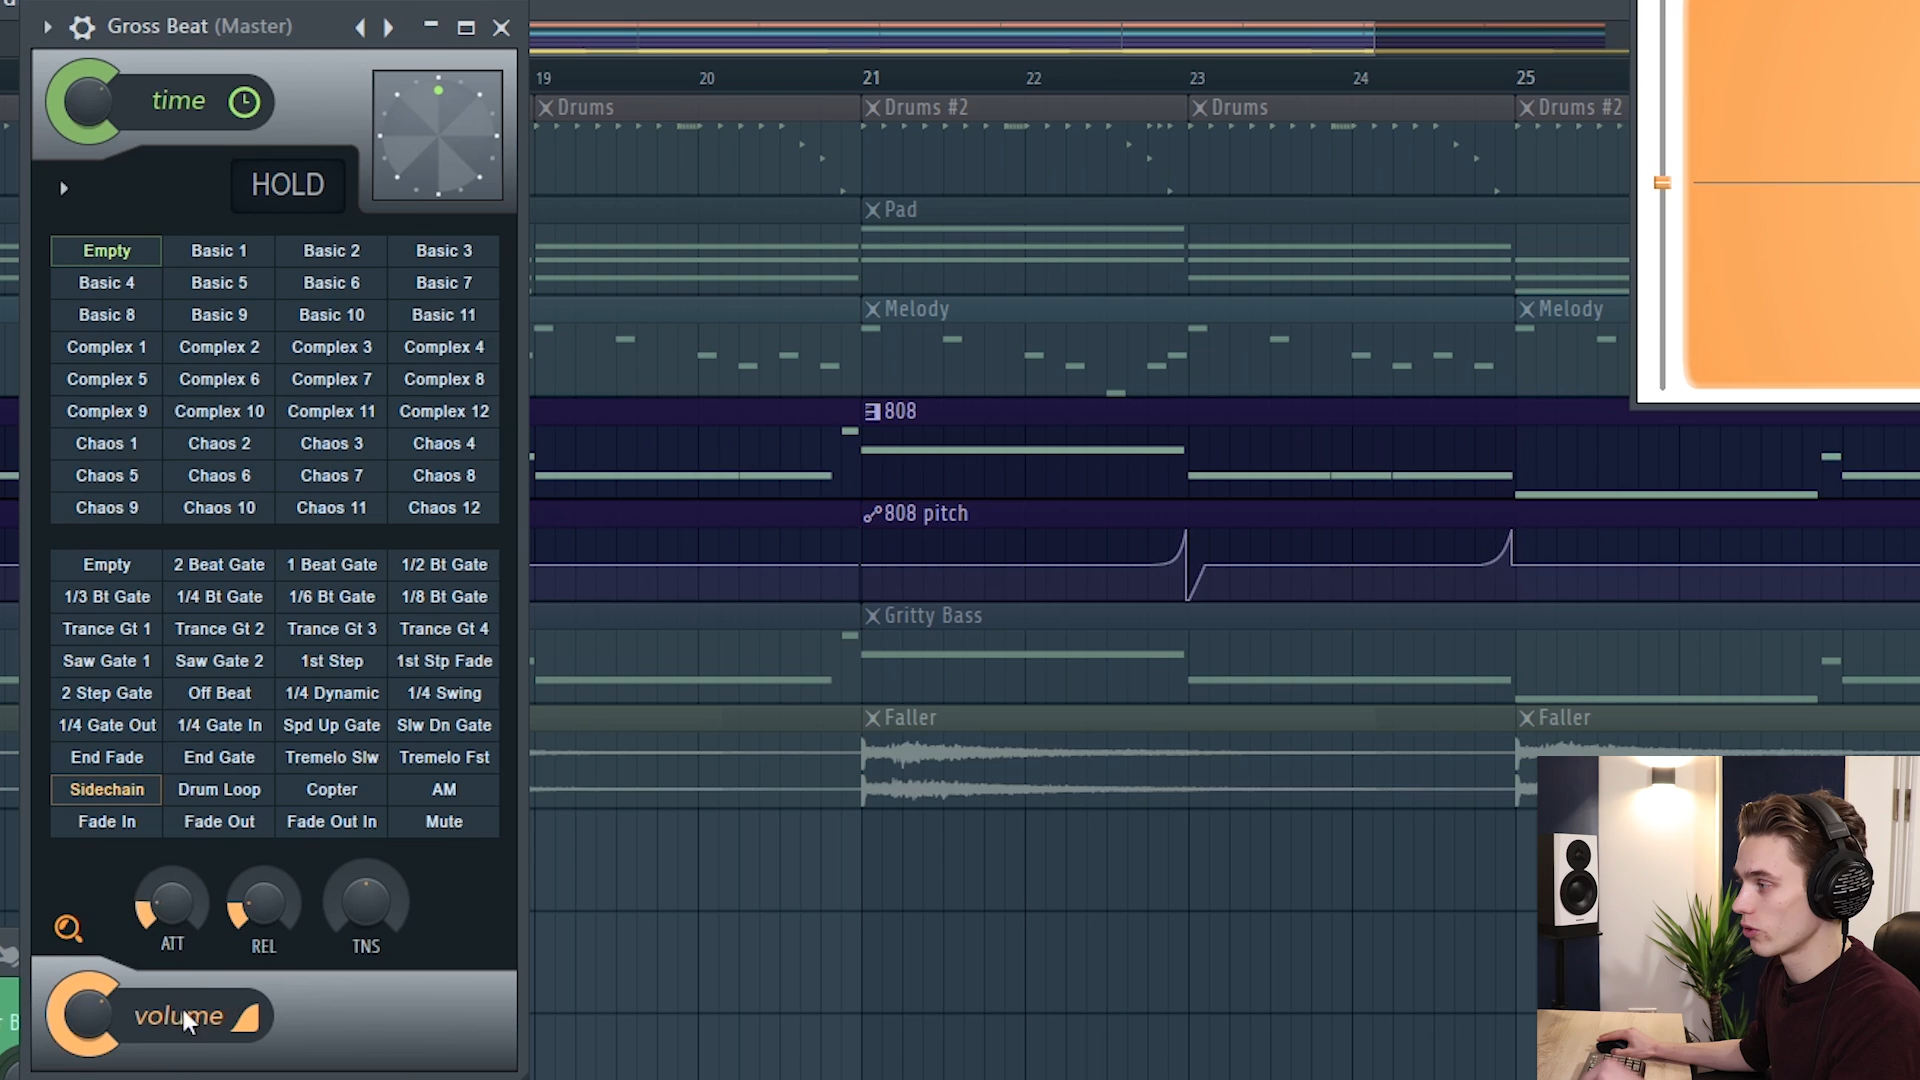 Gross Beat (Master)
time
HOLD
Empty Basic 1 Basic 2 Basic 3
Basic 4 Basic 5 Basic 6 Basic 7
Basic 8 Basic 9 Basic 10 Basic 11
Complex 1 Complex 2 Complex 3 Complex 4
Complex 5 Complex 6 Complex 7 Complex 8
Complex 9 Complex 10 Complex 11 Complex 12
Chaos 1 Chaos 2 Chaos 3 Chaos 4
Chaos 5 Chaos 6 Chaos 7 Chaos 8
Chaos 9 Chaos 10 Chaos 11 Chaos 12
Empty 2 Beat Gate 1 Beat Gate 1/2 Bt Gate
1/3 Bt Gate 1/4 Bt Gate 1/6 Bt Gate 1/8 Bt Gate
Trance Gt 1 Trance Gt 2 Trance Gt 3 Trance Gt 4
Saw Gate 1 Saw Gate 2 1st Step 1st Stp Fade
2 Step Gate Off Beat 1/4 Dynamic 1/4 Swing
1/4 Gate Out 1/4 Gate In Spd Up Gate Slw Dn Gate
End Fade End Gate Tremelo Slw Tremelo Fst
Sidechain Drum Loop Copter AM
Fade In Fade Out Fade Out In Mute
ATT REL TNS
volume
19 20 21 22 23 24 25
Drums Drums #2 Drums Drums #2
Pad
Melody Melody
808
808 pitch
Gritty Bass
Faller Faller